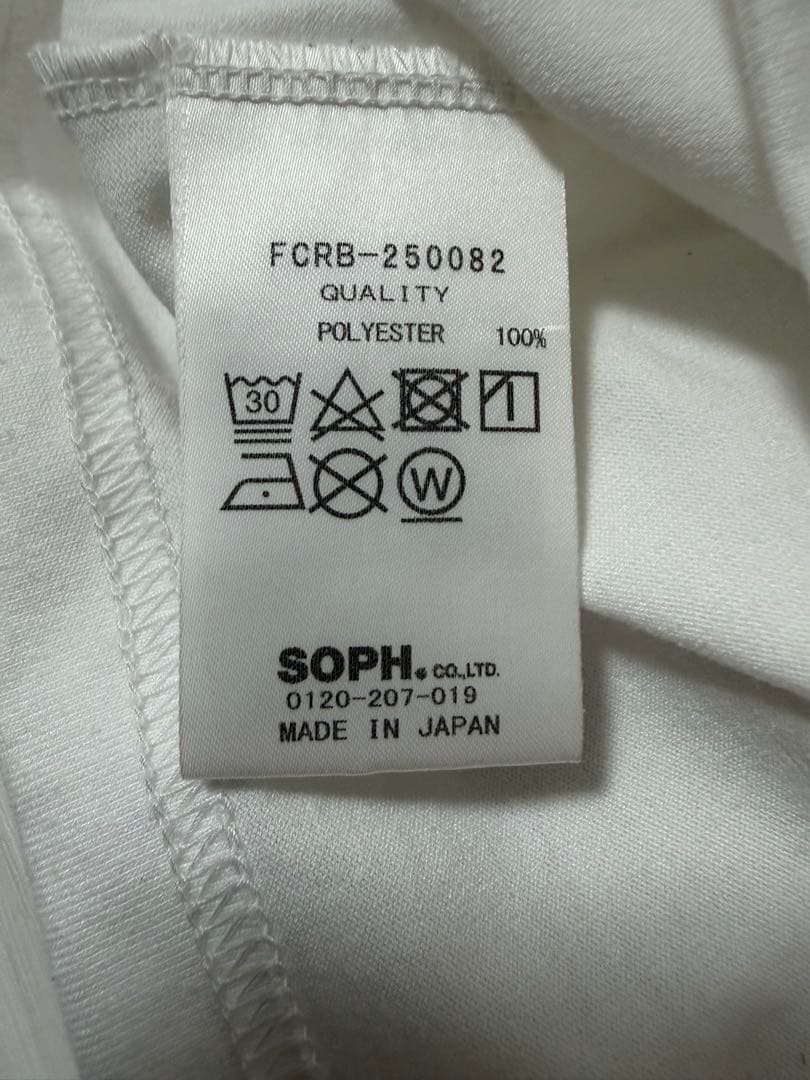 FCRB-250082
QUALITY
POLYESTER 100%
30
W
SOPH. CO.,LTD.
0120-207-019
MADE IN JAPAN